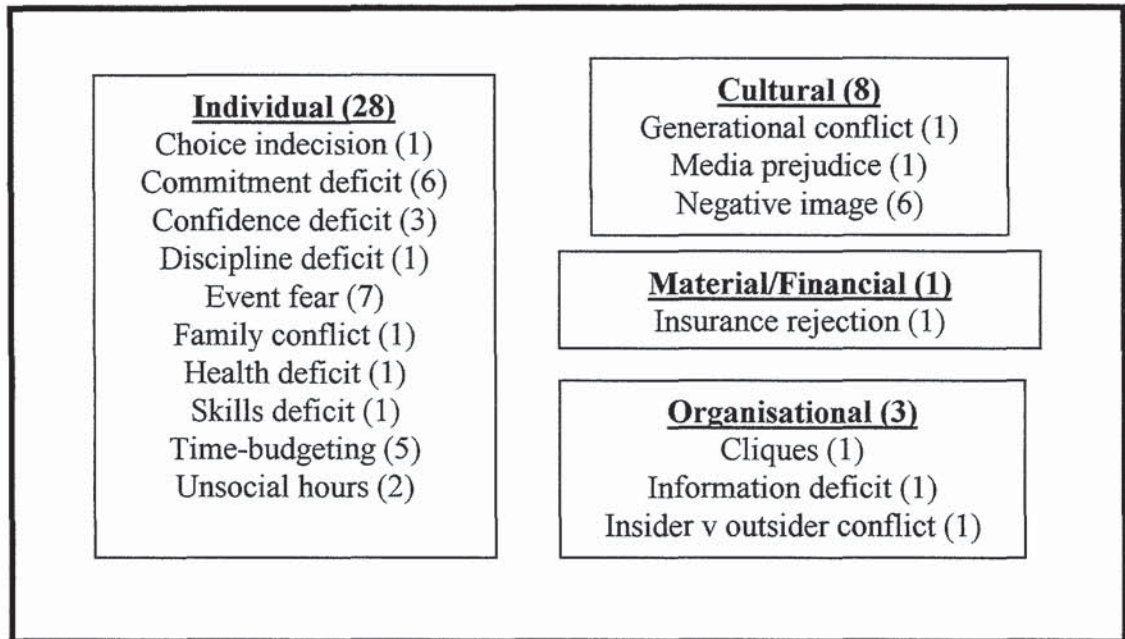 Individual (28)
Choice indecision (1)
Commitment deficit (6)
Confidence deficit (3)
Discipline deficit (1)
Event fear (7)
Family conflict (1)
Health deficit (1)
Skills deficit (1)
Time-budgeting (5)
Unsocial hours (2)
Cultural (8)
Generational conflict (1)
Media prejudice (1)
Negative image (6)
Material/Financial (1)
Insurance rejection (1)
Organisational (3)
Cliques (1)
Information deficit (1)
Insider v outsider conflict (1)